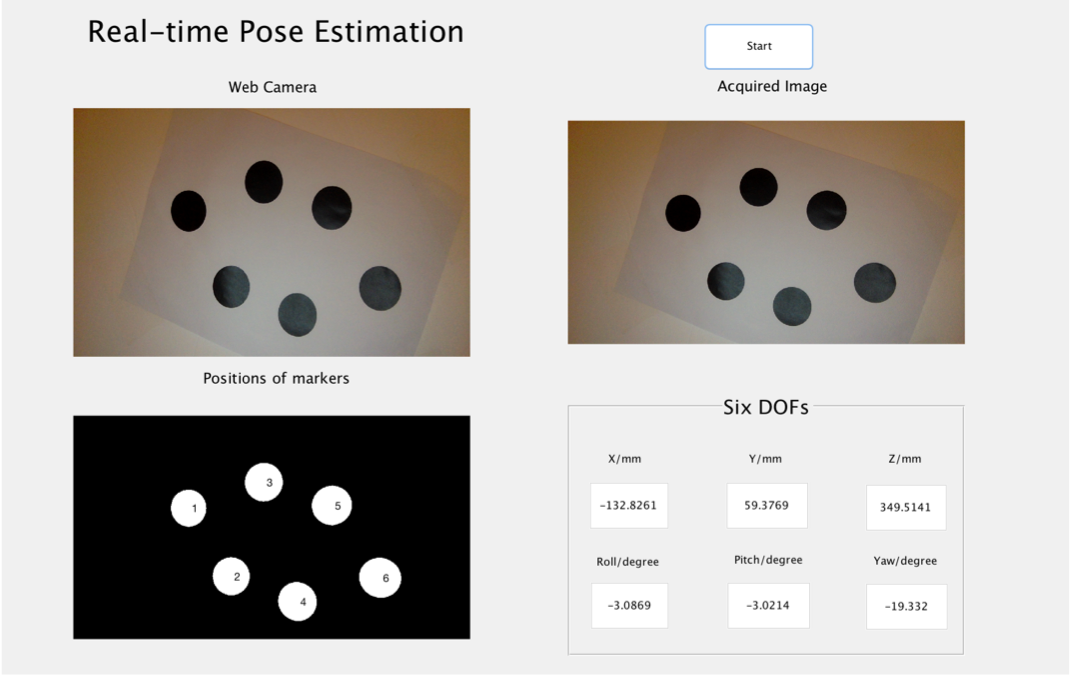 Real-time Pose Estimation
Start
Web Camera
Acquired Image
Positions of markers
3
1
5
2
6
4
Six DOFs
X/mm Y/mm Z/mm
-132.8261 59.3769 349.5141
Roll/degree Pitch/degree Yaw/degree
-3.0869 -3.0214 -19.332